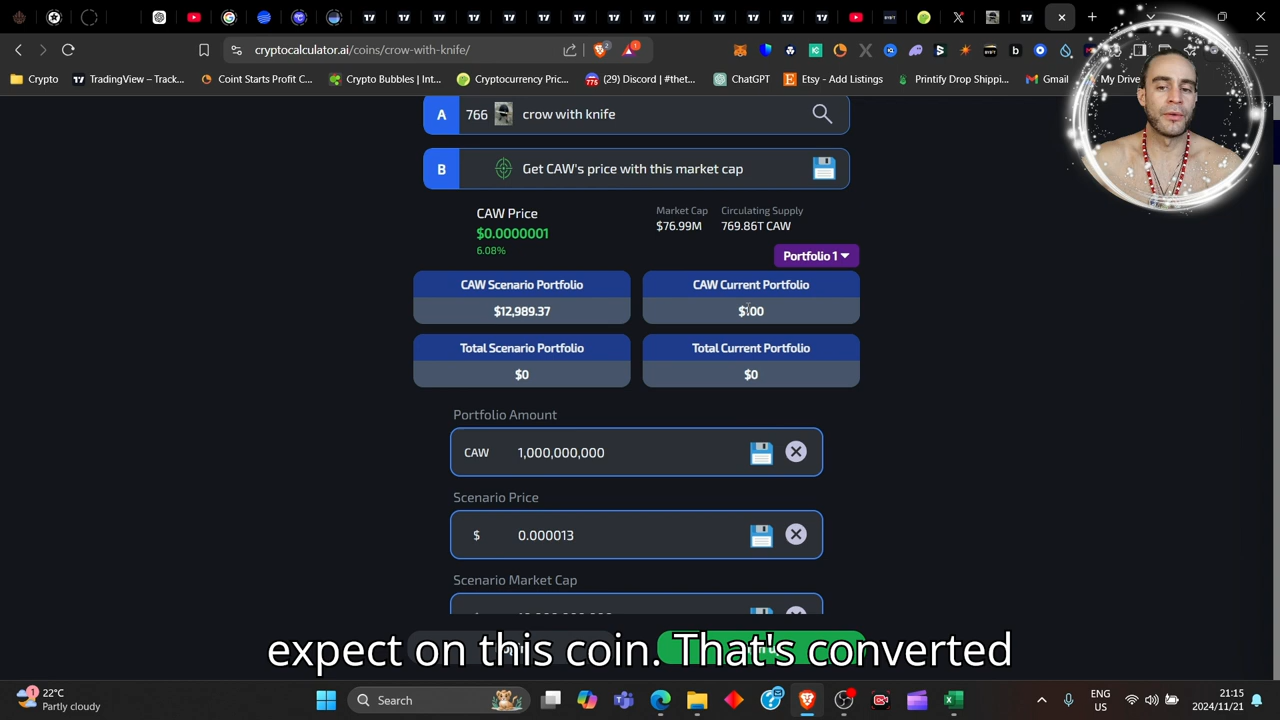 cryptocalculator.ai/coins/crow-with-knife/
Crypto
TradingView – Track...
Coint Starts Profit C...
Crypto Bubbles | Int...
Cryptocurrency Pric...
(29) Discord | #thet...
ChatGPT
Etsy - Add Listings
Printify Drop Shippi...
Gmail
My Drive
A 766 crow with knife
B Get CAW's price with this market cap
CAW Price
$0.0000001
6.08%
Market Cap
$76.99M
Circulating Supply
769.86T CAW
Portfolio 1
CAW Scenario Portfolio
$12,989.37
CAW Current Portfolio
Total Scenario Portfolio
$0
Total Current Portfolio
$0
Portfolio Amount
CAW 1,000,000,000
Scenario Price
$ 0.000013
Scenario Market Cap
expect on this coin. That's converted
22°C
Partly cloudy
Search
ENG
US
21:15
2024/11/21